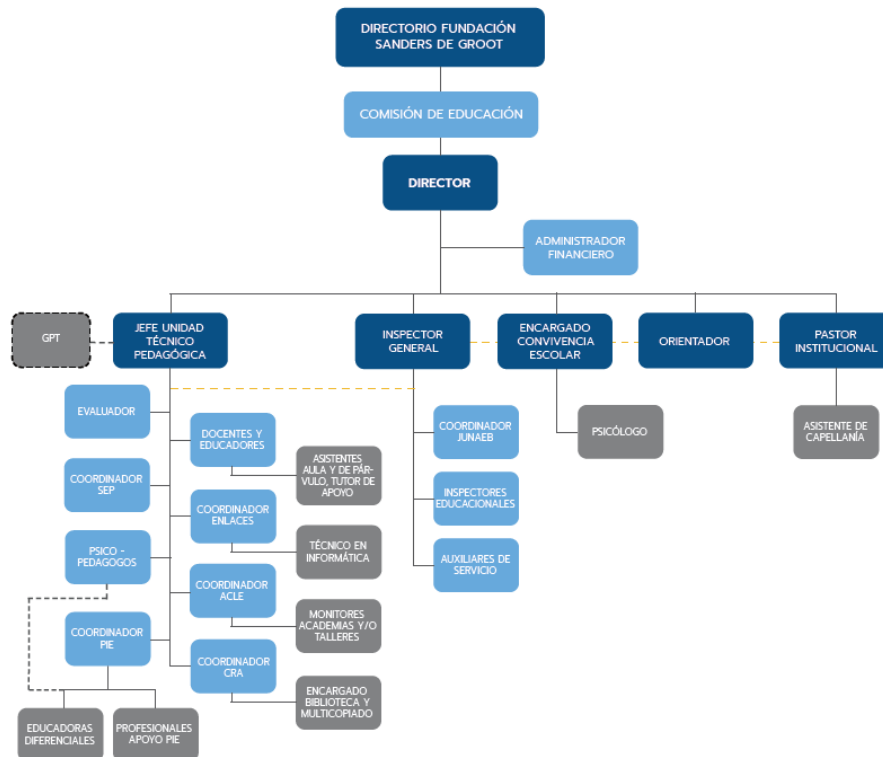 DIRECTORIO FUNDACIÓN
SANDERS DE GROOT
COMISIÓN DE EDUCACIÓN
DIRECTOR
ADMINISTRADOR
FINANCIERO
GPT
JEFE UNIDAD
TÉCNICO
PEDAGÓGICA
INSPECTOR
GENERAL
ENCARGADO
CONVIVENCIA
ESCOLAR
ORIENTADOR
PASTOR
INSTITUCIONAL
EVALUADOR
DOCENTES Y
EDUCADORES
ASISTENTES
AULA Y DE PÁR-
VULO, TUTOR DE
APOYO
COORDINADOR
SEP
COORDINADOR
ENLACES
TÉCNICO EN
INFORMÁTICA
PSICO -
PEDAGOGOS
COORDINADOR
ACLE
MONITORES
ACADEMIAS Y/O
TALLERES
COORDINADOR
PIE
COORDINADOR
CRA
ENCARGADO
BIBLIOTECA Y
MULTICOPIADO
EDUCADORAS
DIFERENCIALES
PROFESIONALES
APOYO PIE
COORDINADOR
JUNAEB
INSPECTORES
EDUCACIONALES
AUXILIARES DE
SERVICIO
PSICÓLOGO
ASISTENTE DE
CAPELLANÍA